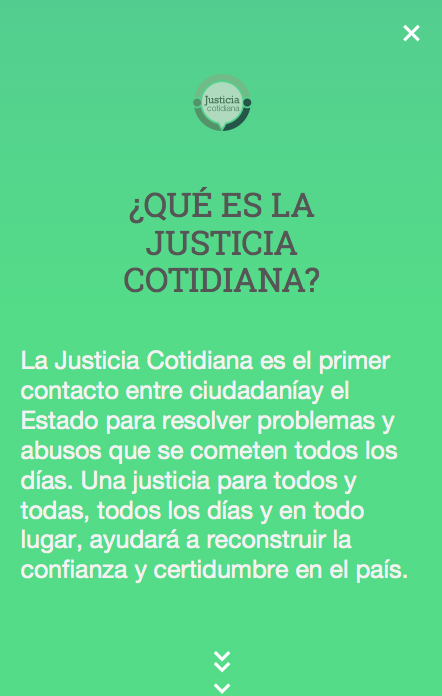 Justicia
cotidiana
¿QUÉ ES LA
JUSTICIA
COTIDIANA?
La Justicia Cotidiana es el primer
contacto entre ciudadaníay el
Estado para resolver problemas y
abusos que se cometen todos los
días. Una justicia para todos y
todas, todos los días y en todo
lugar, ayudará a reconstruir la
confianza y certidumbre en el país.